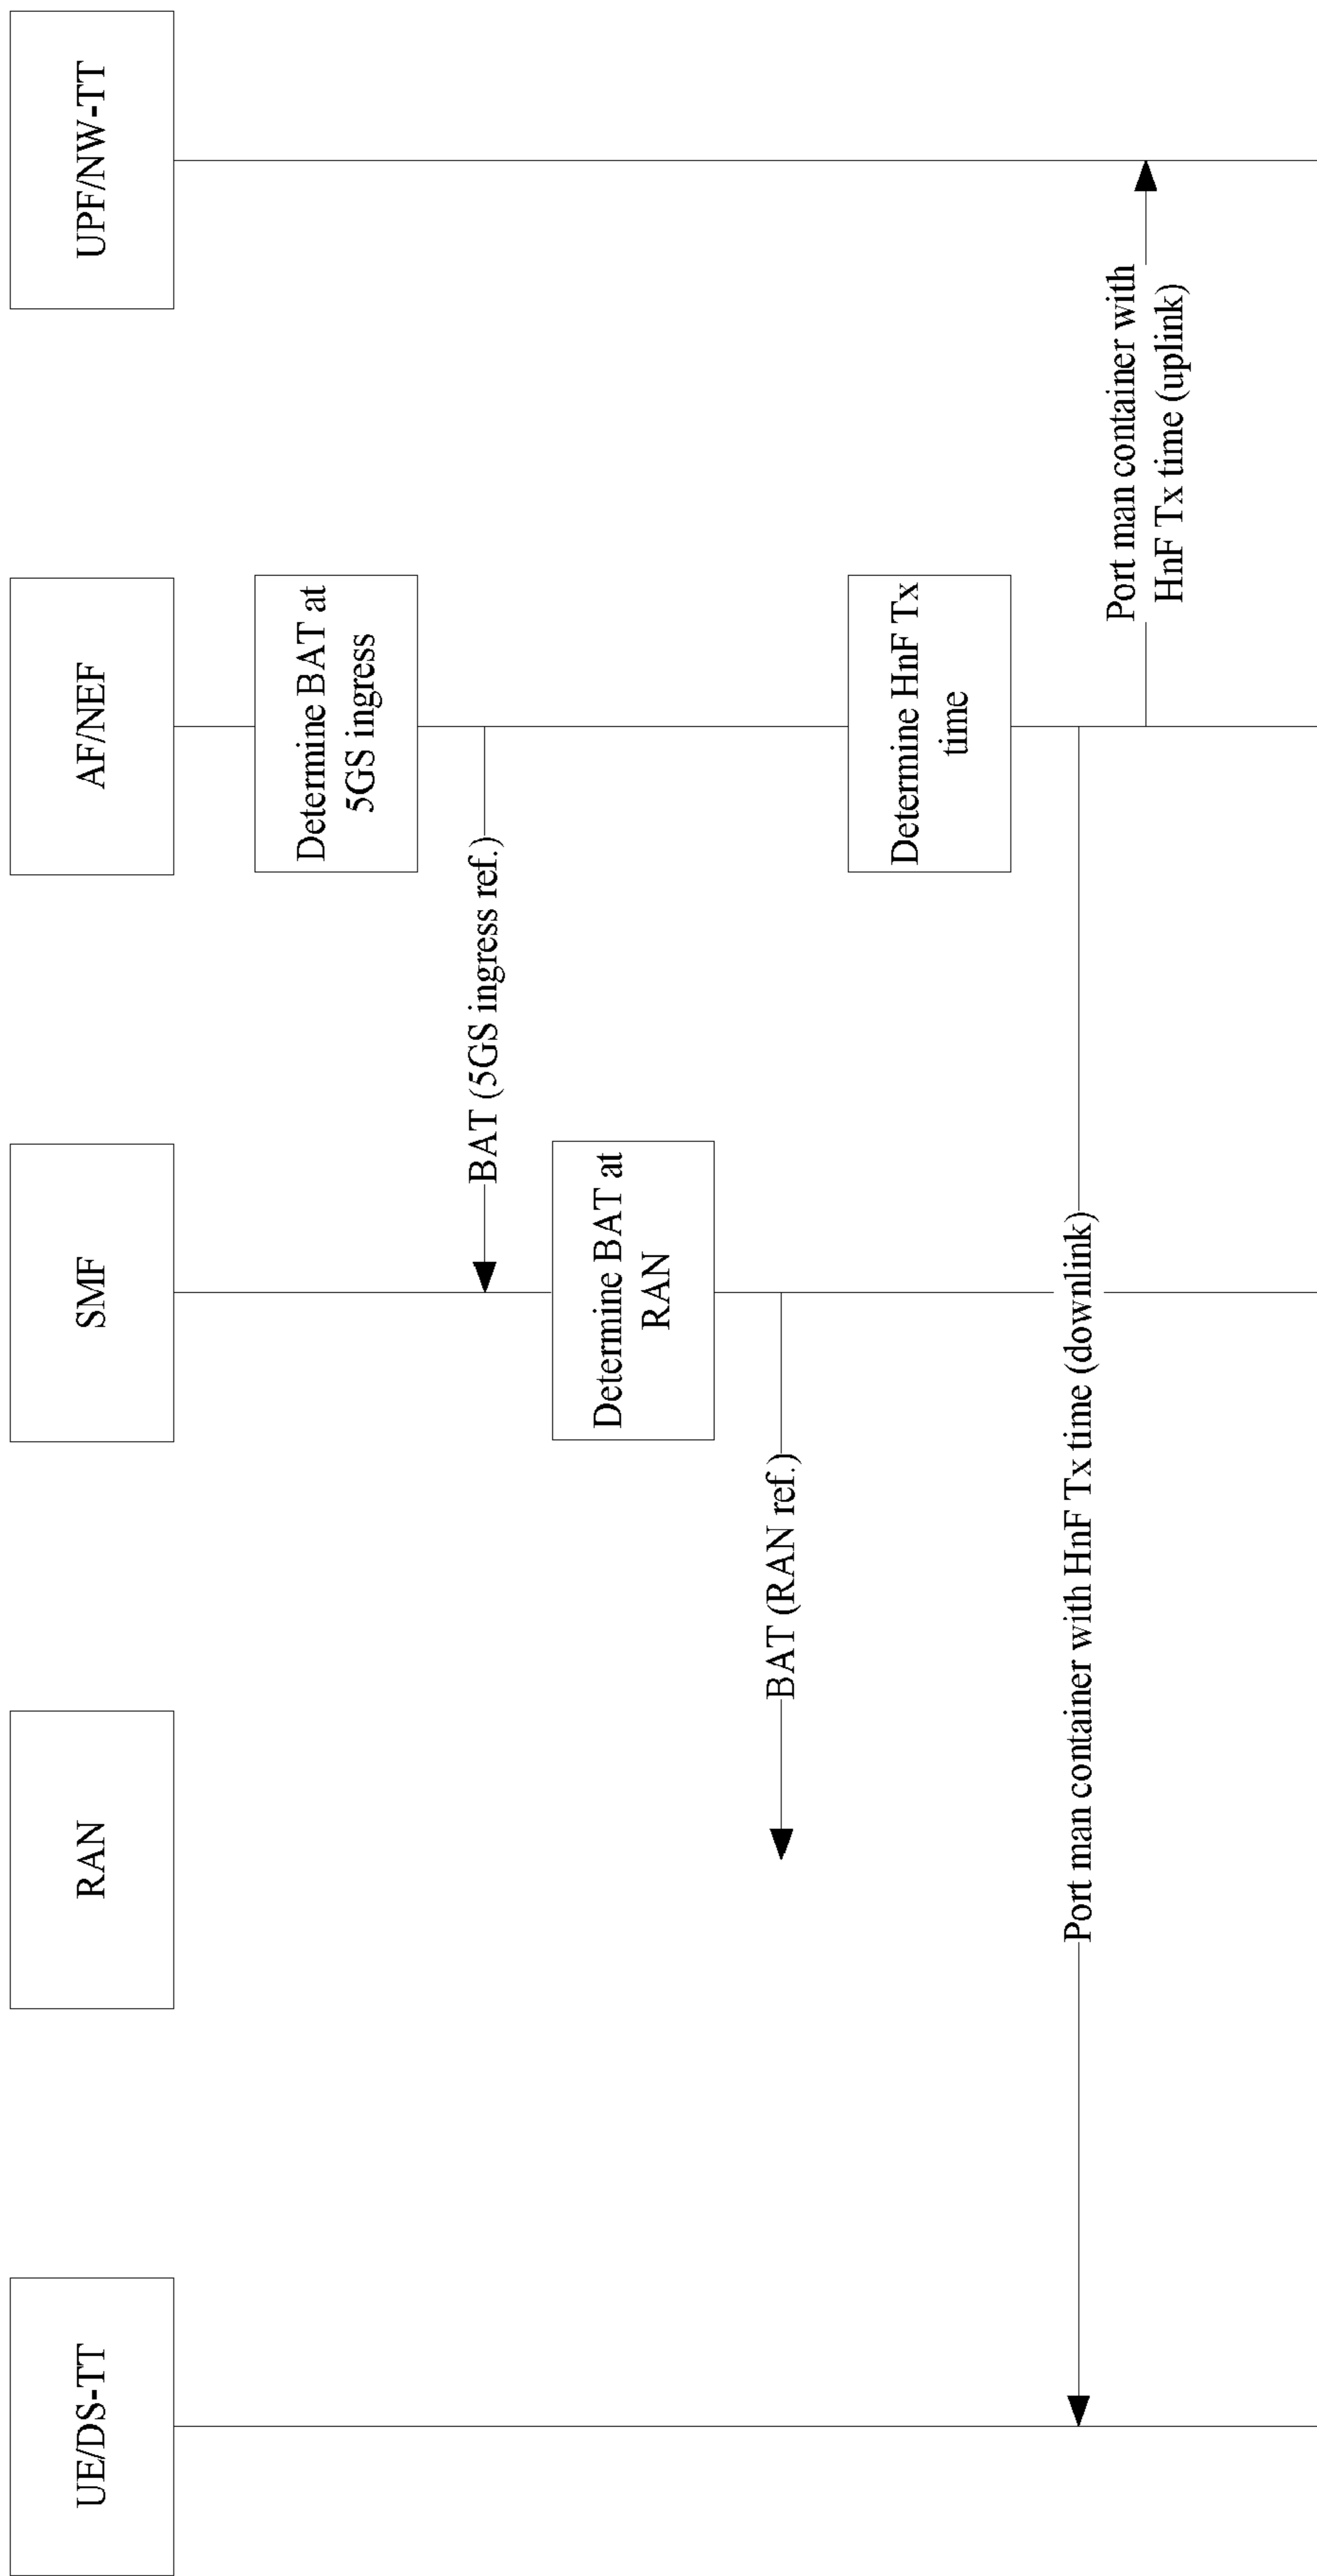 UE/DS-TT
RAN
SMF
AF/NEF
UPF/NW-TT
Determine BAT at
5GS ingress
BAT (5GS ingress ref.)
Determine BAT at
RAN
BAT (RAN ref.)
Determine HnF Tx
time
Port man container with HnF Tx time (downlink)
Port man container with
HnF Tx time (uplink)